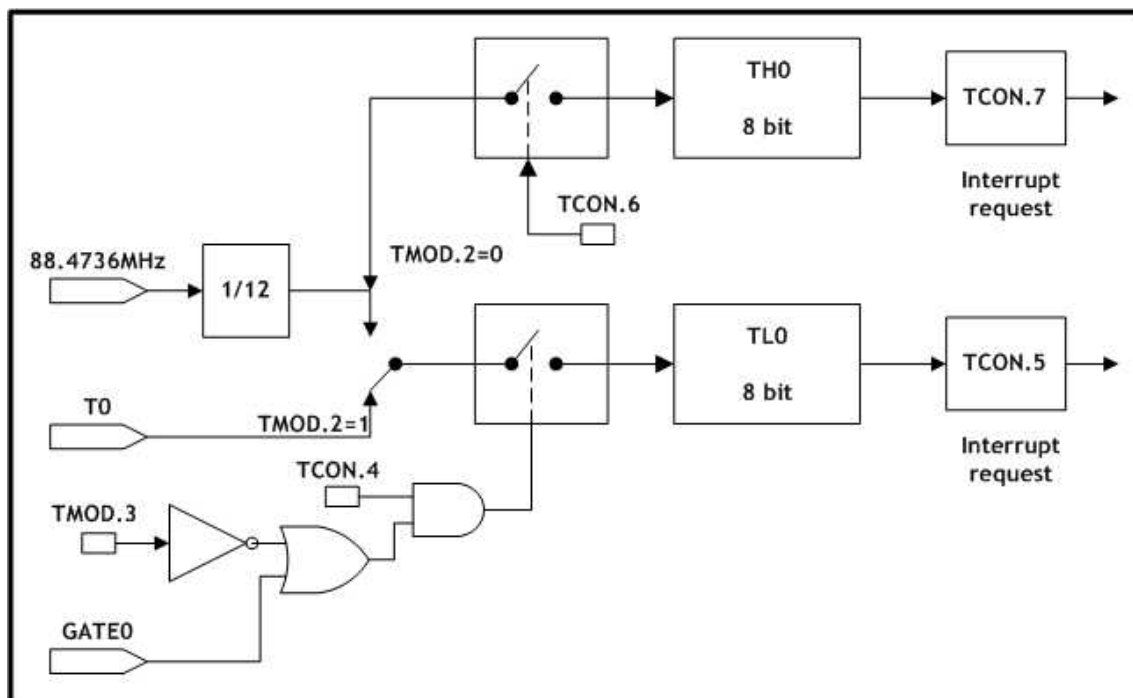 TH0
8 bit
TCON.7
Interrupt
request
TCON.6
TMOD.2=0
88.4736MHz
1/12
TL0
8 bit
TCON.5
Interrupt
request
T0
TMOD.2=1
TCON.4
TMOD.3
GATE0